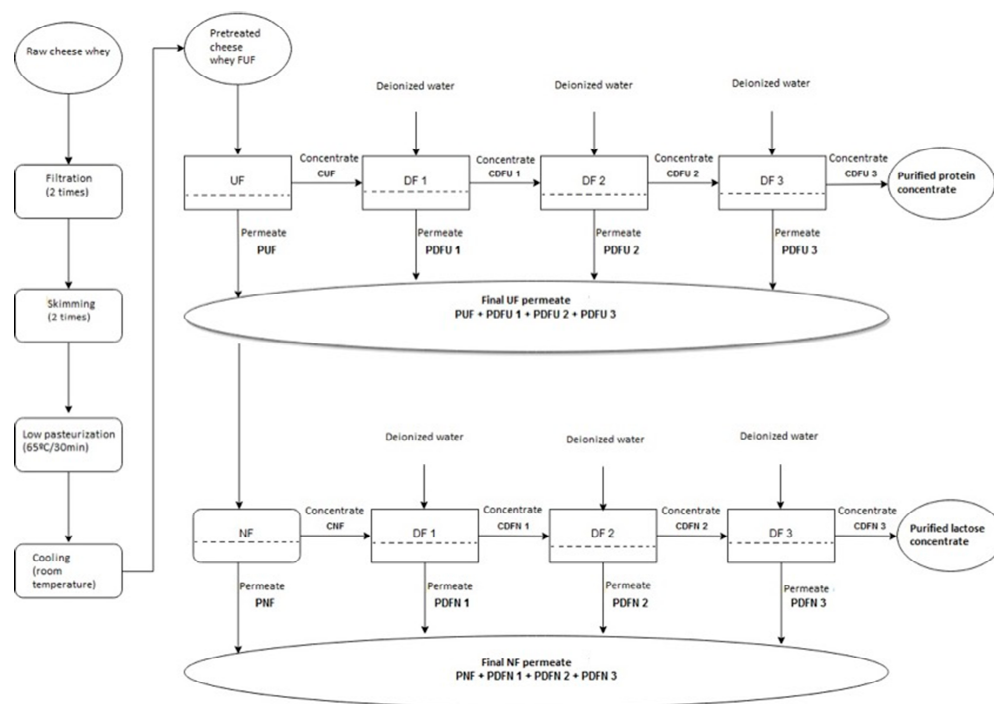 Raw cheese whey
Filtration
(2 times)
Skimming
(2 times)
Low pasteurization
(65ºC/30min)
Cooling
(room
temperature)
Pretreated
cheese
whey FUF
Deionized water
Deionized water
Deionized water
UF
Concentrate
CUF
DF 1
Concentrate
CDFU 1
DF 2
Concentrate
CDFU 2
DF 3
Concentrate
CDFU 3
Purified protein
concentrate
Permeate
PUF
Permeate
PDFU 1
Permeate
PDFU 2
Permeate
PDFU 3
Final UF permeate
PUF + PDFU 1 + PDFU 2 + PDFU 3
Deionized water
Deionized water
Deionized water
NF
Concentrate
CNF
DF 1
Concentrate
CDFN 1
DF 2
Concentrate
CDFN 2
DF 3
Concentrate
CDFN 3
Purified lactose
concentrate
Permeate
PNF
Permeate
PDFN 1
Permeate
PDFN 2
Permeate
PDFN 3
Final NF permeate
PNF + PDFN 1 + PDFN 2 + PDFN 3